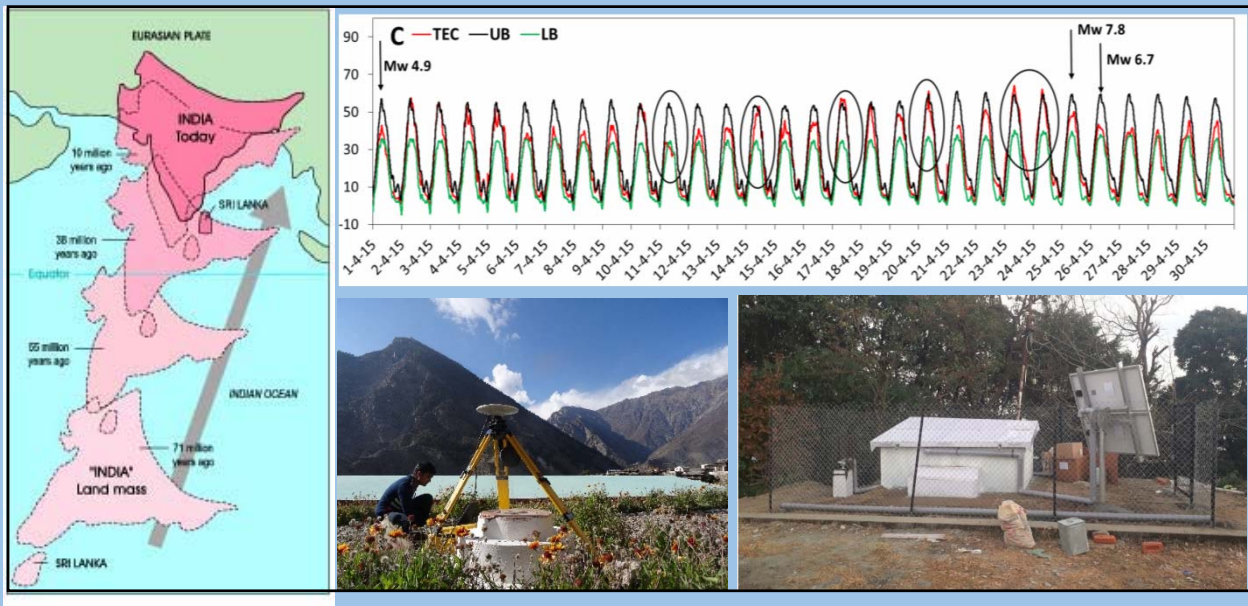 EURASIAN PLATE
INDIA
Today
10 million
years ago
SRI LANKA
38 million
years ago
Equator
55 million
years ago
INDIAN OCEAN
71 million
years ago
"INDIA"
Land mass
SRI LANKA
C
TEC
UB
LB
Mw 4.9
Mw 7.8
Mw 6.7
90
70
50
30
10
-10
1-4-15
2-4-15
3-4-15
4-4-15
5-4-15
6-4-15
7-4-15
8-4-15
9-4-15
10-4-15
11-4-15
12-4-15
13-4-15
14-4-15
15-4-15
16-4-15
17-4-15
18-4-15
19-4-15
20-4-15
21-4-15
22-4-15
23-4-15
24-4-15
25-4-15
26-4-15
27-4-15
28-4-15
29-4-15
30-4-15